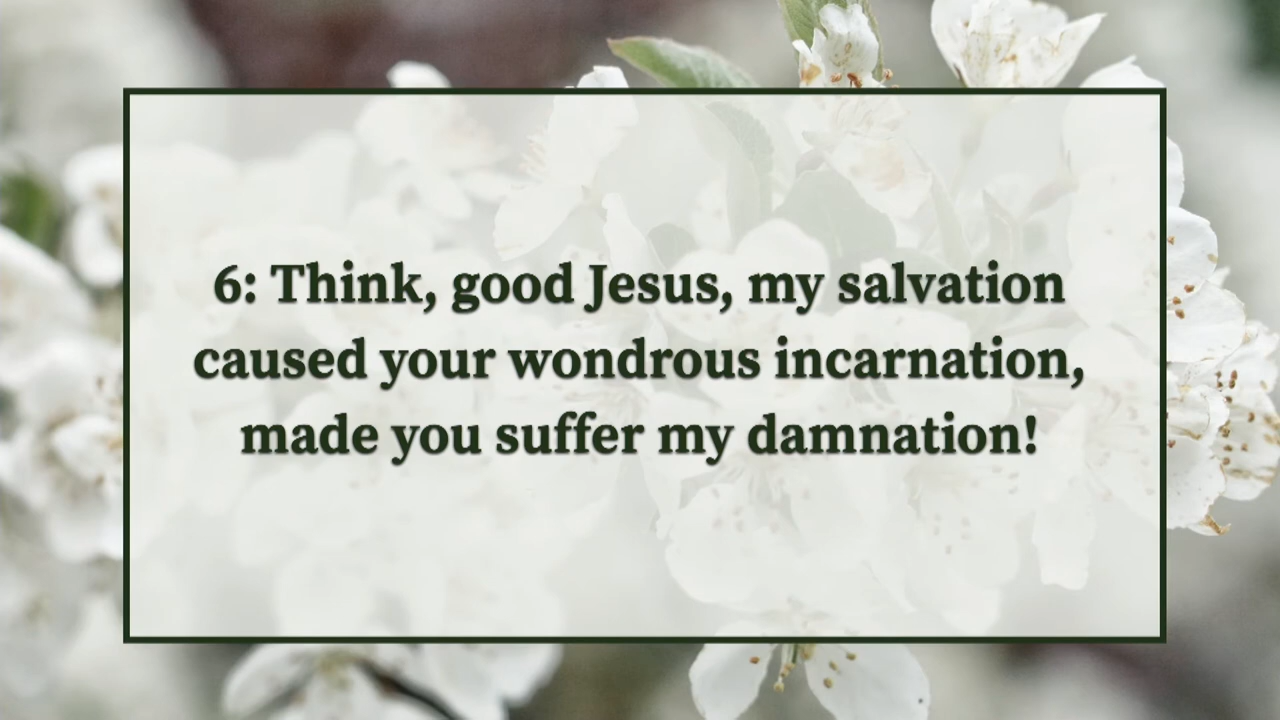 6: Think, good Jesus, my salvation
caused your wondrous incarnation,
made you suffer my damnation!